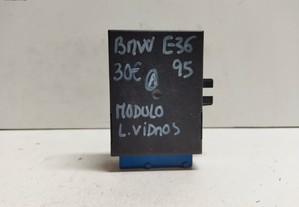 BMW E36
30€ A 95
MODULO
L. VIDROS